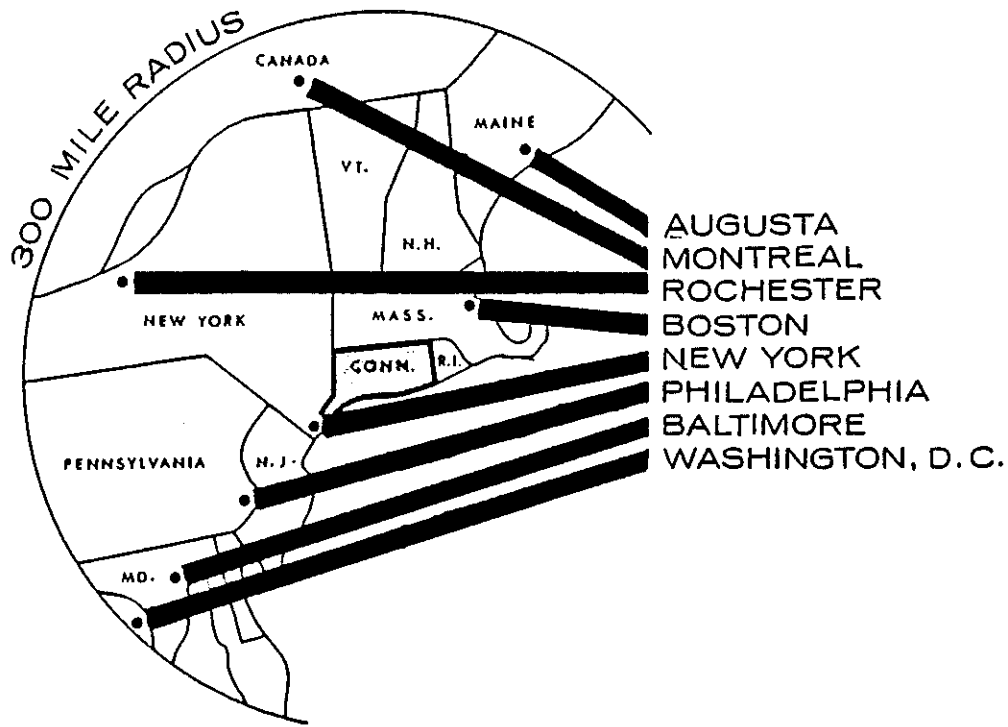 300 MILE RADIUS
CANADA
MAINE
VT.
N.H.
NEW YORK
MASS.
CONN.
R.I.
PENNSYLVANIA
N.J.
MD.
AUGUSTA
MONTREAL
ROCHESTER
BOSTON
NEW YORK
PHILADELPHIA
BALTIMORE
WASHINGTON, D.C.